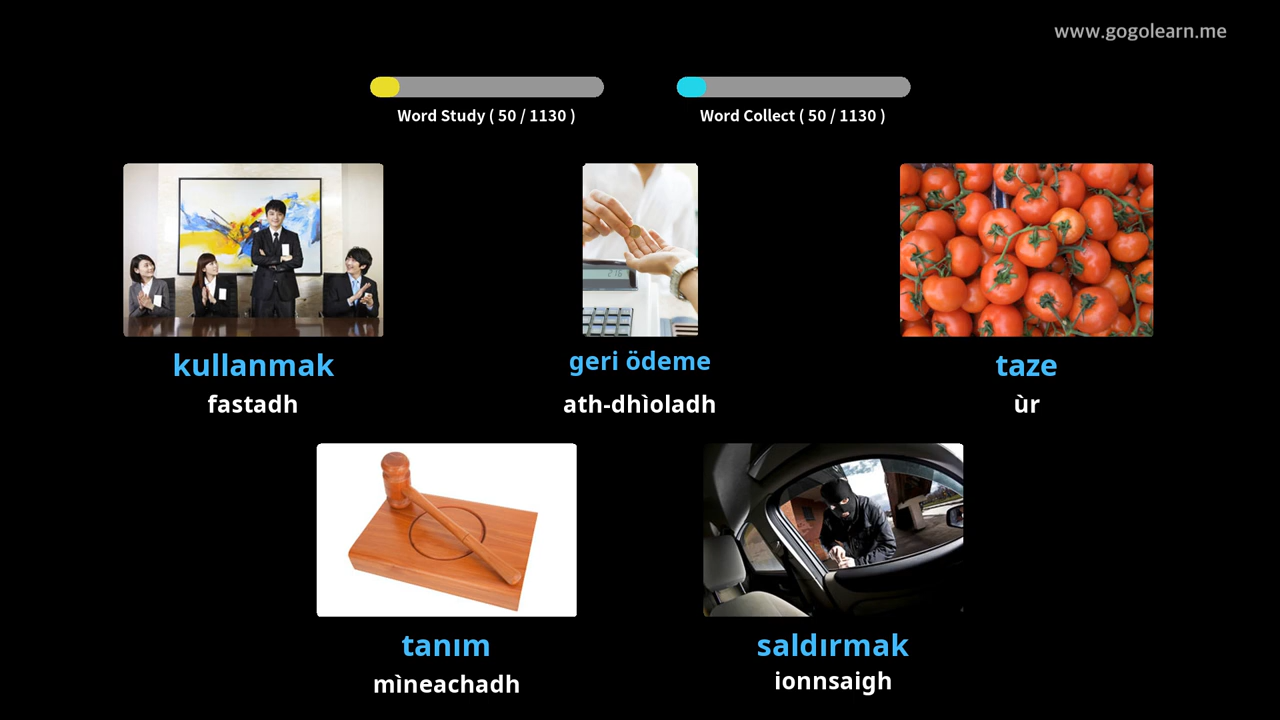 www.gogolearn.me
Word Study ( 50 / 1130 )
Word Collect ( 50 / 1130 )
kullanmak
fastadh
geri ödeme
ath-dhìoladh
taze
ùr
tanım
mìneachadh
saldırmak
ionnsaigh